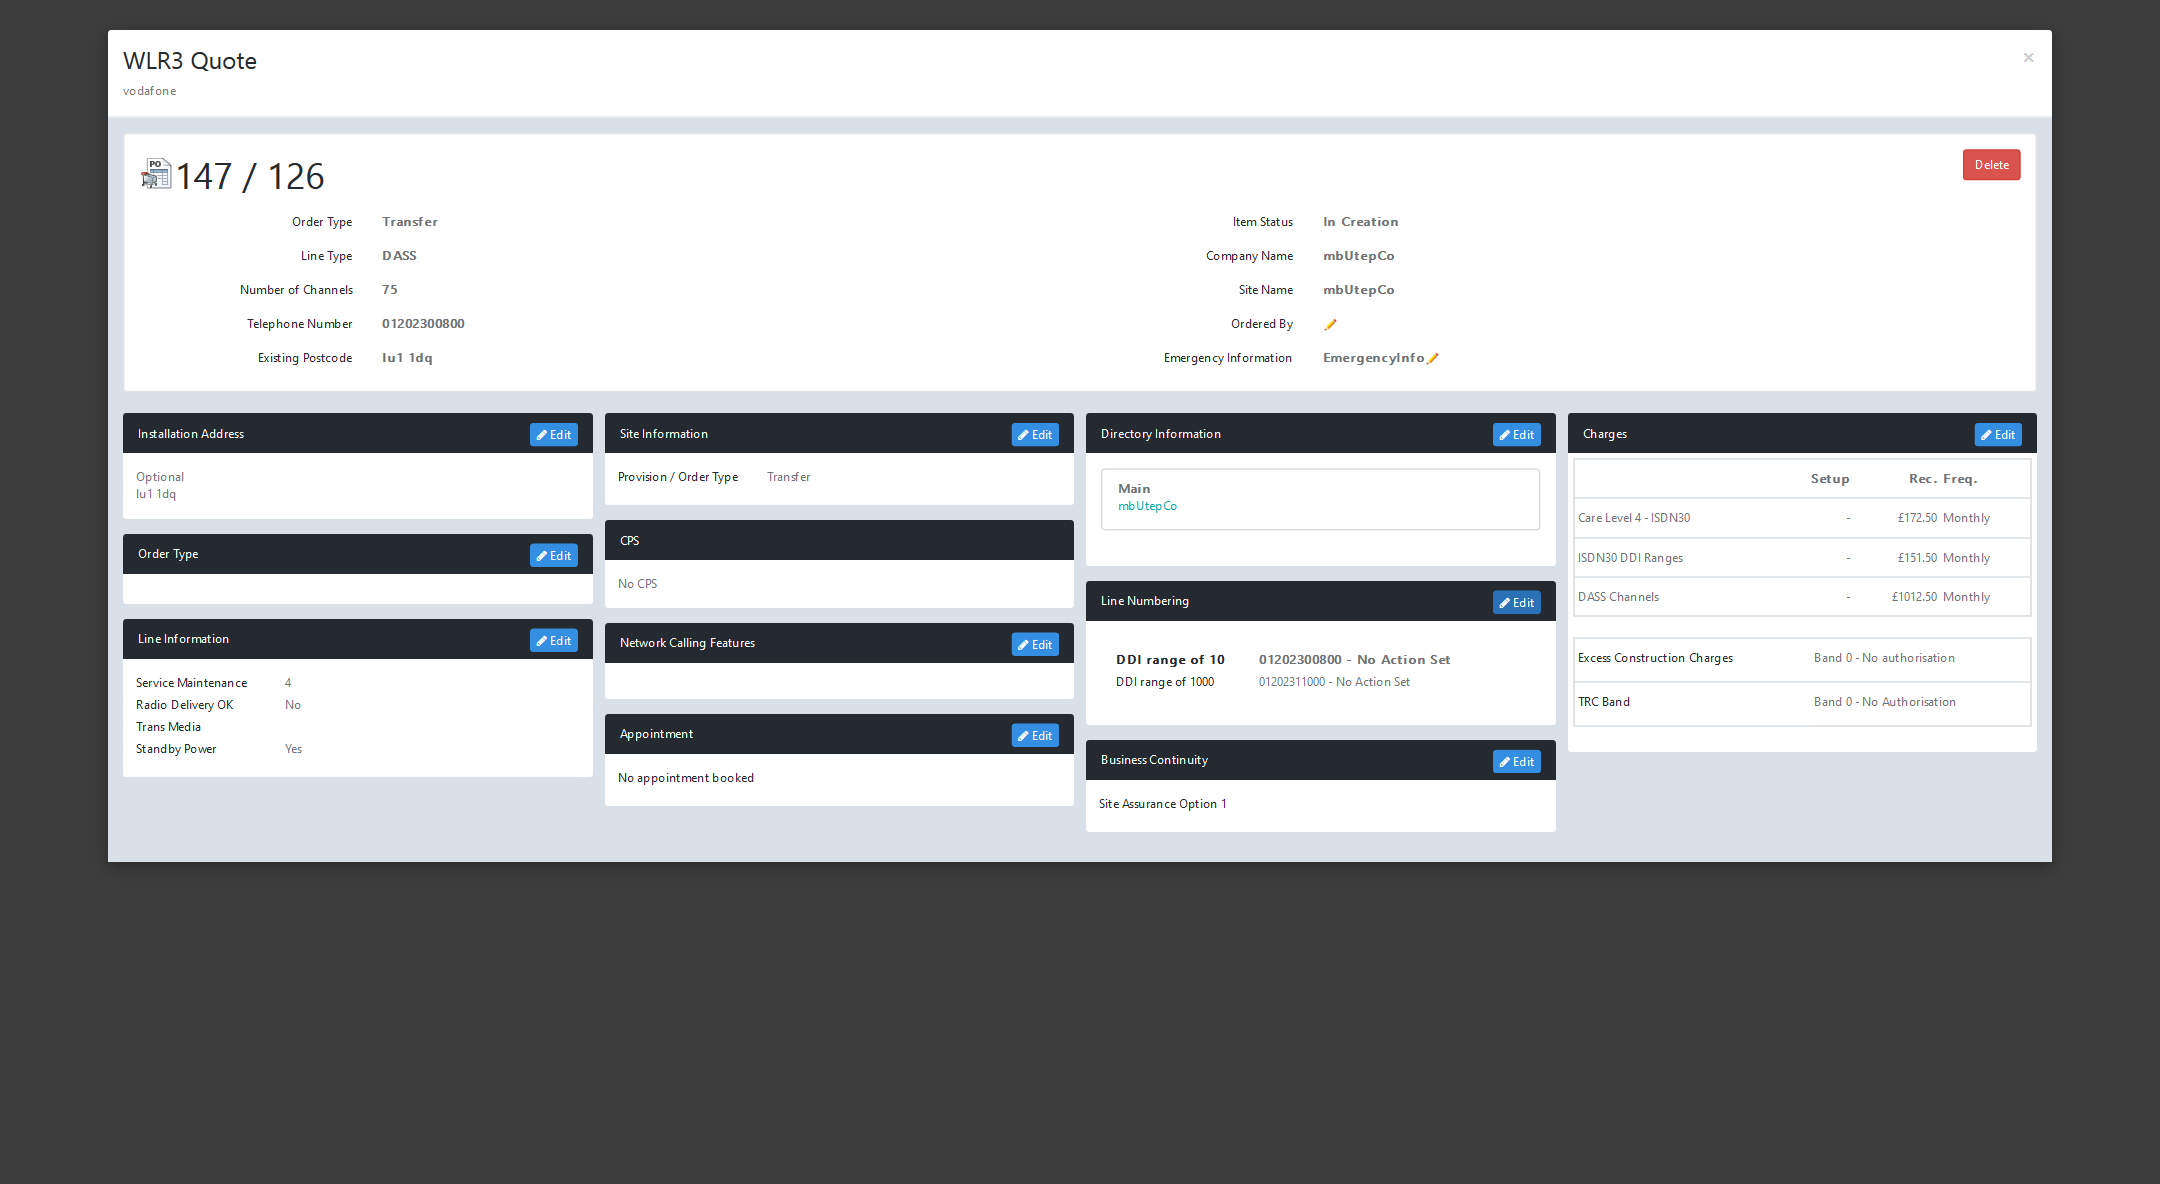 WLR3 Quote
×
vodafone
PO
147 / 126
Delete
Order Type Transfer
Line Type DASS
Number of Channels 75
Telephone Number 01202300800
Existing Postcode lu1 1dq
Item Status In Creation
Company Name mbUtepCo
Site Name mbUtepCo
Ordered By
Emergency Information EmergencyInfo
Installation Address Edit
Optional
lu1 1dq
Order Type Edit
Line Information Edit
Service Maintenance 4
Radio Delivery OK No
Trans Media
Standby Power Yes
Site Information Edit
Provision / Order Type Transfer
CPS
No CPS
Network Calling Features Edit
Appointment Edit
No appointment booked
Directory Information Edit
Main
mbUtepCo
Line Numbering Edit
DDI range of 10 01202300800 - No Action Set
DDI range of 1000 01202311000 - No Action Set
Business Continuity Edit
Site Assurance Option 1
Charges Edit
Setup Rec. Freq.
Care Level 4 - ISDN30 - £172.50 Monthly
ISDN30 DDI Ranges - £151.50 Monthly
DASS Channels - £1012.50 Monthly
Excess Construction Charges Band 0 - No authorisation
TRC Band Band 0 - No Authorisation